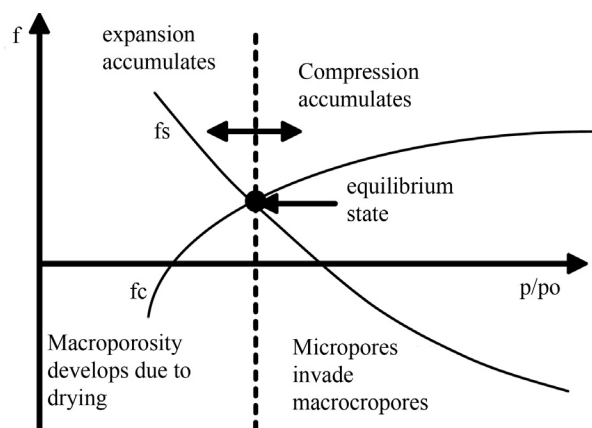 f
expansion
accumulates
Compression
accumulates
fs
equilibrium
state
fc
p/po
Macroporosity
develops due to
drying
Micropores
invade
macrocropores